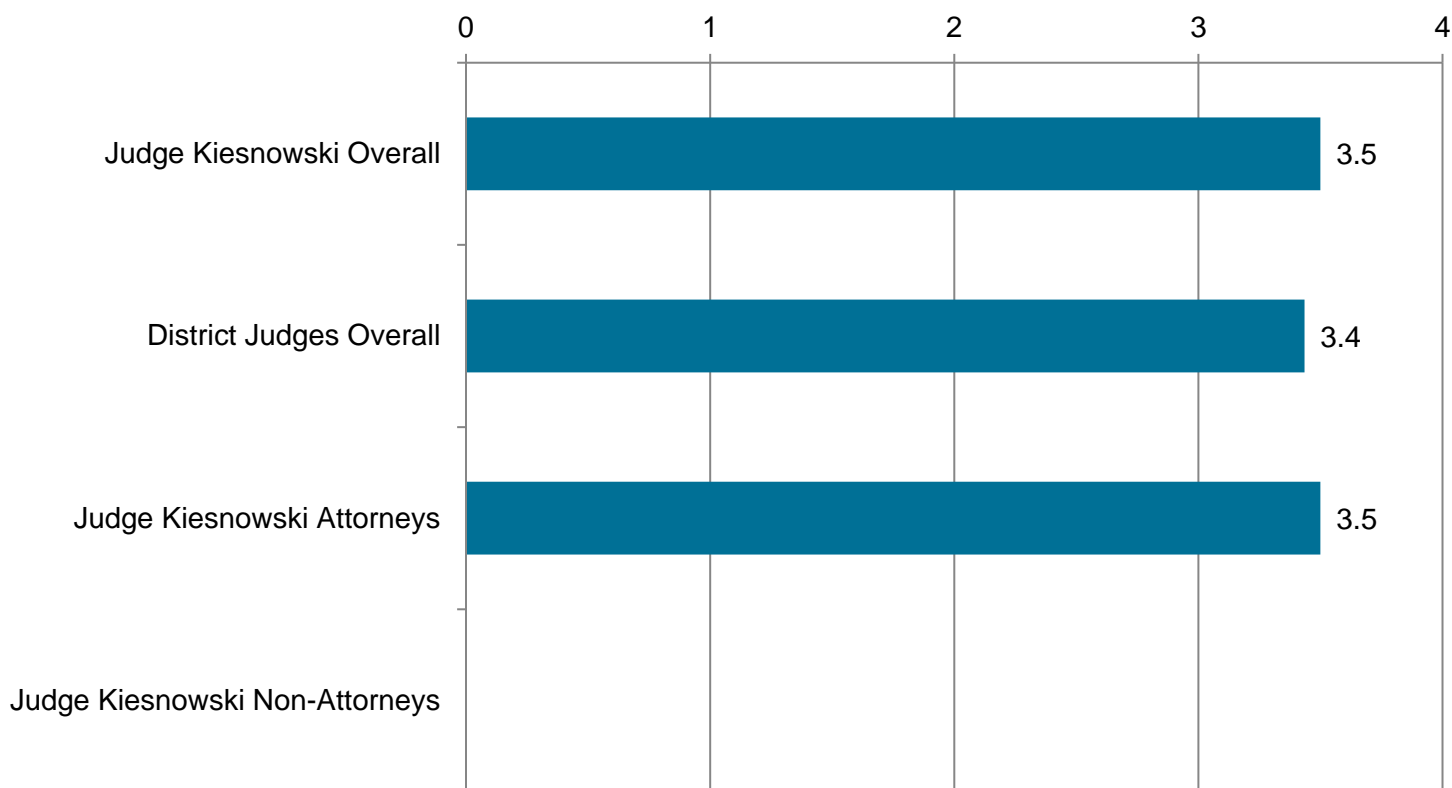 0 1 2 3 4
Judge Kiesnowski Overall 3.5
District Judges Overall 3.4
Judge Kiesnowski Attorneys 3.5
Judge Kiesnowski Non-Attorneys